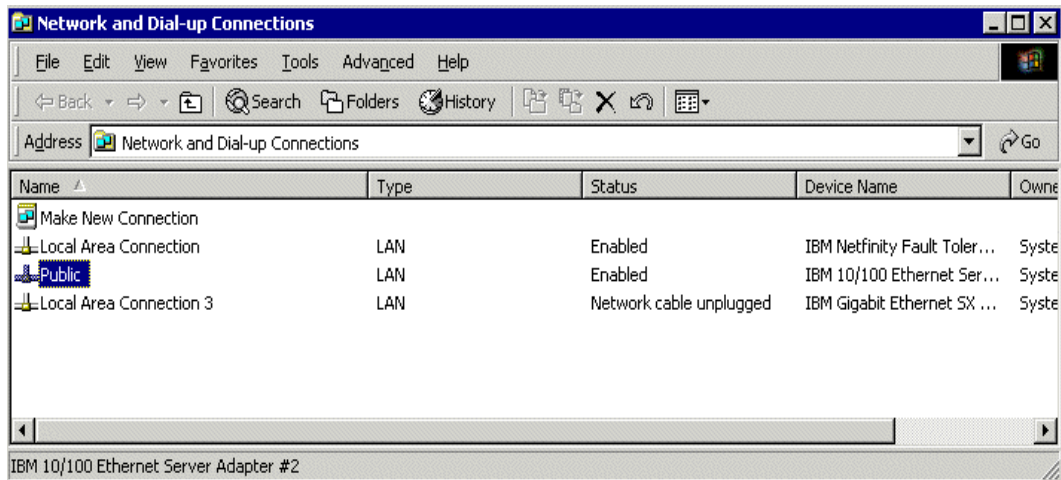 Network and Dial-up Connections
File Edit View Favorites Tools Advanced Help
Back Search Folders History
Address Network and Dial-up Connections Go
Name Type Status Device Name Owne
Make New Connection
Local Area Connection LAN Enabled IBM Netfinity Fault Toler... Syste
Public LAN Enabled IBM 10/100 Ethernet Ser... Syste
Local Area Connection 3 LAN Network cable unplugged IBM Gigabit Ethernet SX ... Syste
IBM 10/100 Ethernet Server Adapter #2